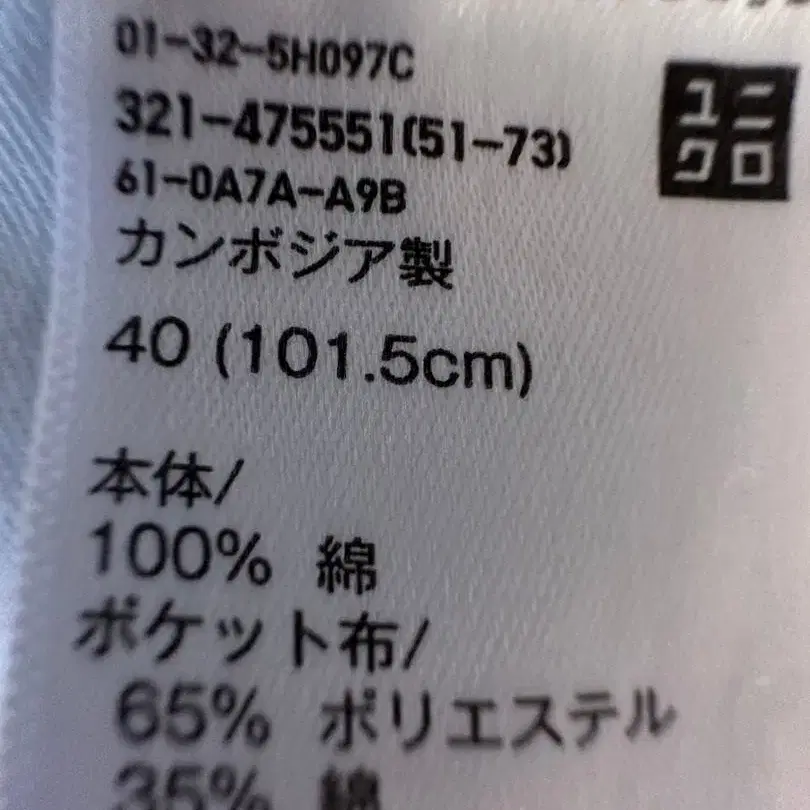 01-32-5H097C
ユニ
クロ
321-475551(51-73)
61-0A7A-A9B
カンボジア製
40 (101.5cm)
本体/
100% 綿
ポケット布/
65% ポリエステル
35% 綿